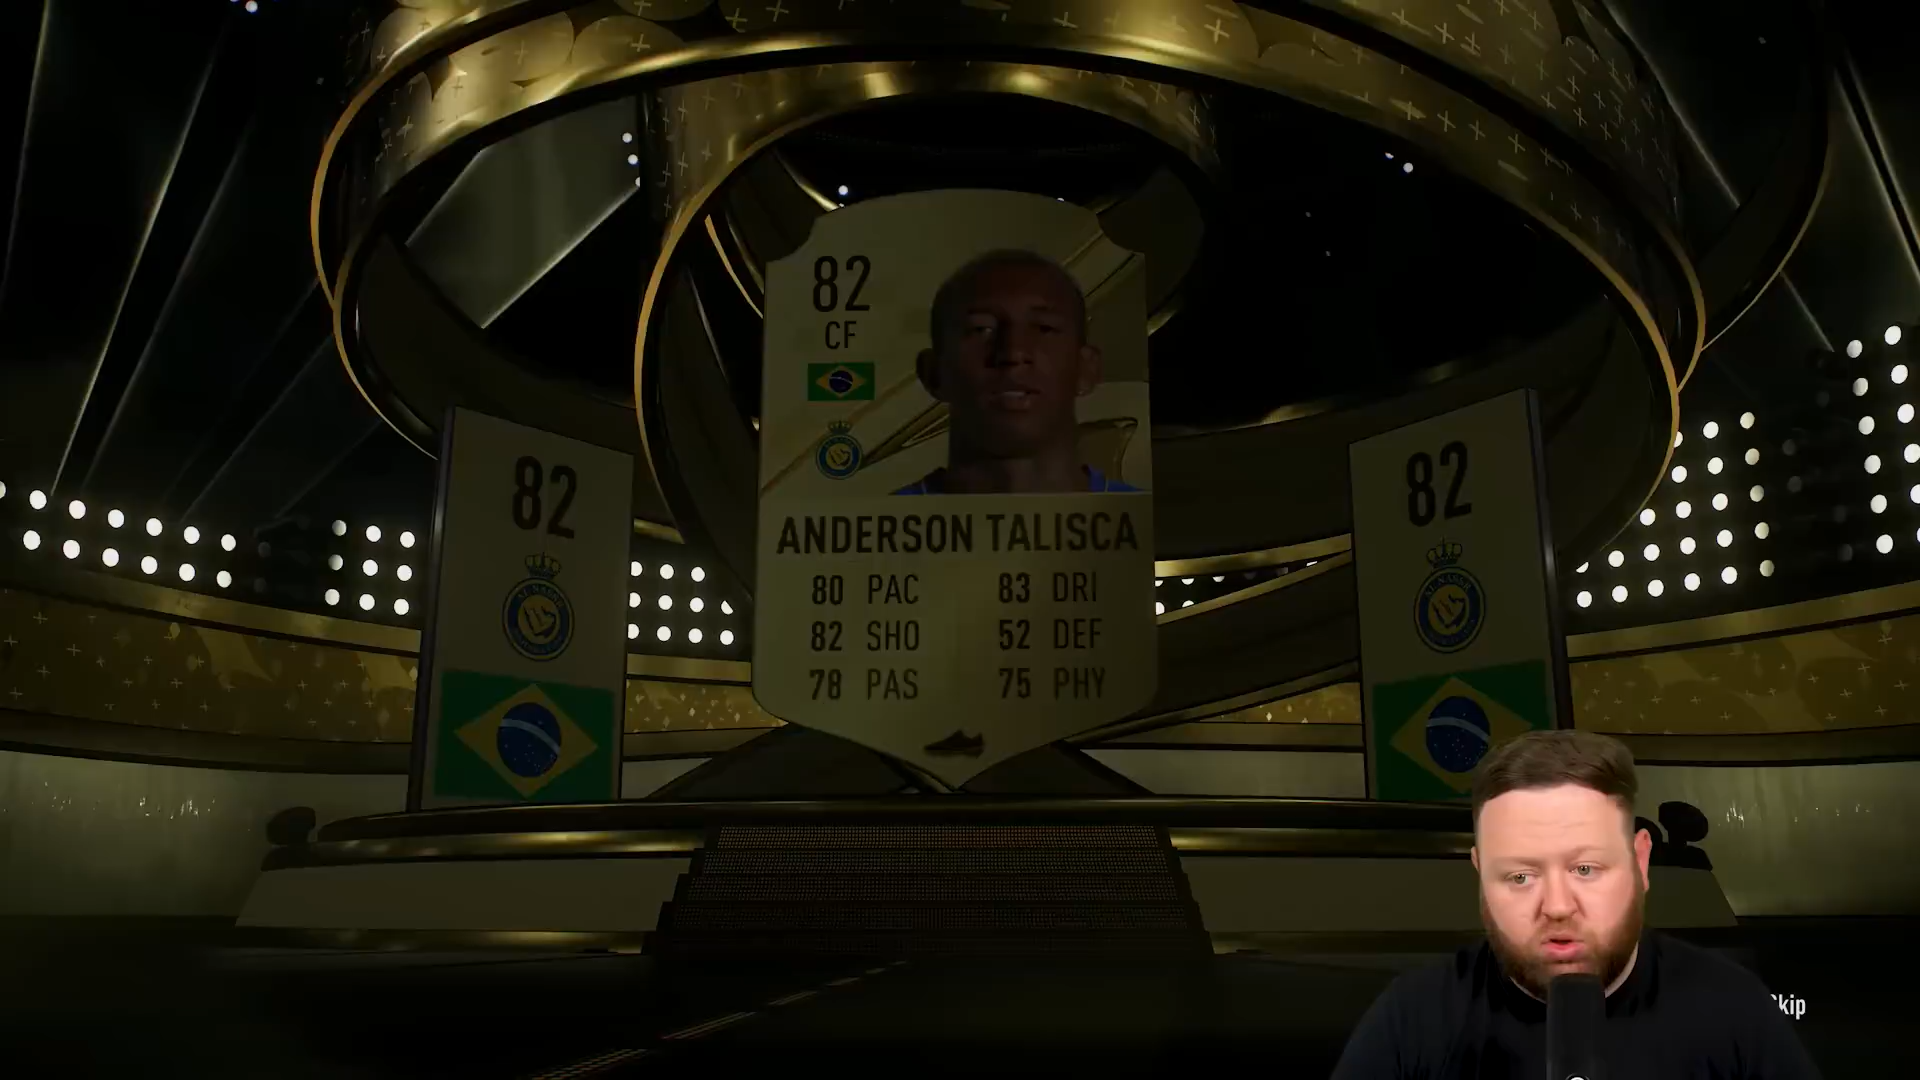 82
CF
ANDERSON TALISCA
80 PAC 83 DRI
82 SHO 52 DEF
78 PAS 75 PHY
82
82
Skip